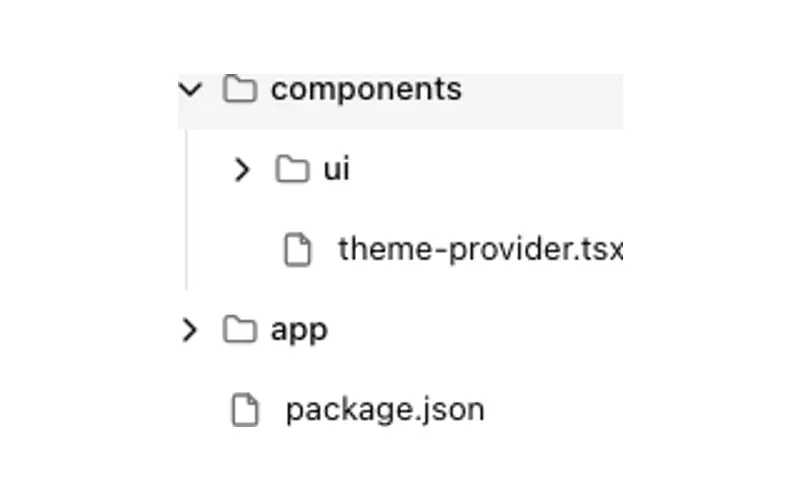 components
ui
theme-provider.tsx
app
package.json